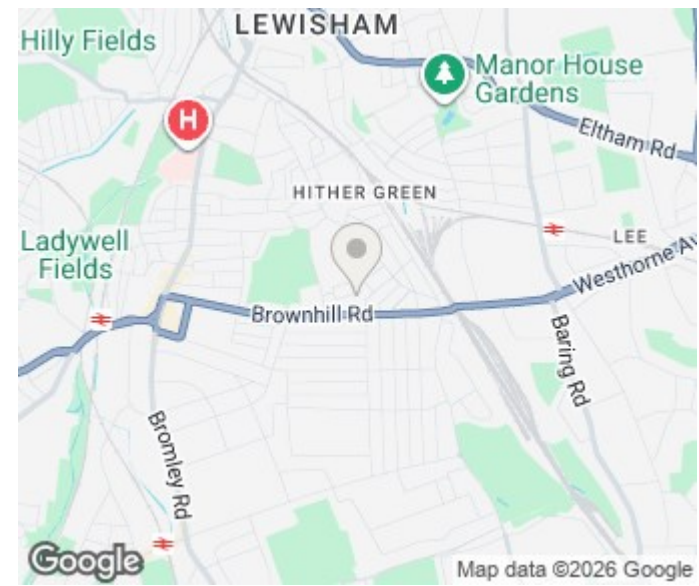 LEWISHAM
Hilly Fields
Manor House
Gardens
H
Eltham Rd
HITHER GREEN
Ladywell
Fields
LEE
Westhorne Av
Brownhill Rd
Baring Rd
Bromley Rd
Google
Map data ©2026 Google